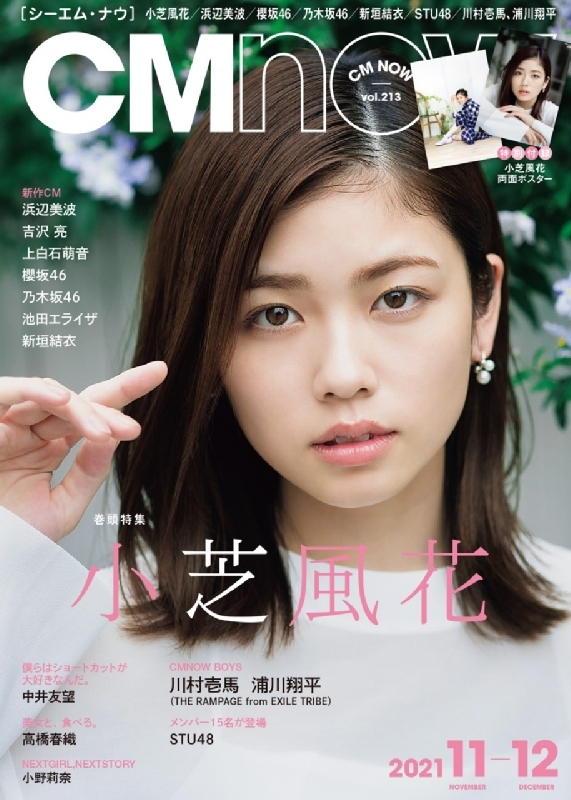 [シーエム・ナウ] 小芝風花/浜辺美波/櫻坂46/乃木坂46/新垣結衣/STU48/川村壱馬、浦川翔平
CMnow
CM NOW
vol.213
特別付録
小芝風花
両面ポスター
新作CM
浜辺美波
吉沢 亮
上白石萌音
櫻坂46
乃木坂46
池田エライザ
新垣結衣
巻頭特集
小芝風花
僕らはショートカットが
大好きなんだ。
中井友望
美女と、食べる。
高橋春織
NEXTGIRL,NEXTSTORY
小野莉奈
CMNOW BOYS
川村壱馬 浦川翔平
(THE RAMPAGE from EXILE TRIBE)
メンバー15名が登場
STU48
2021 11-12
NOVEMBER DECEMBER